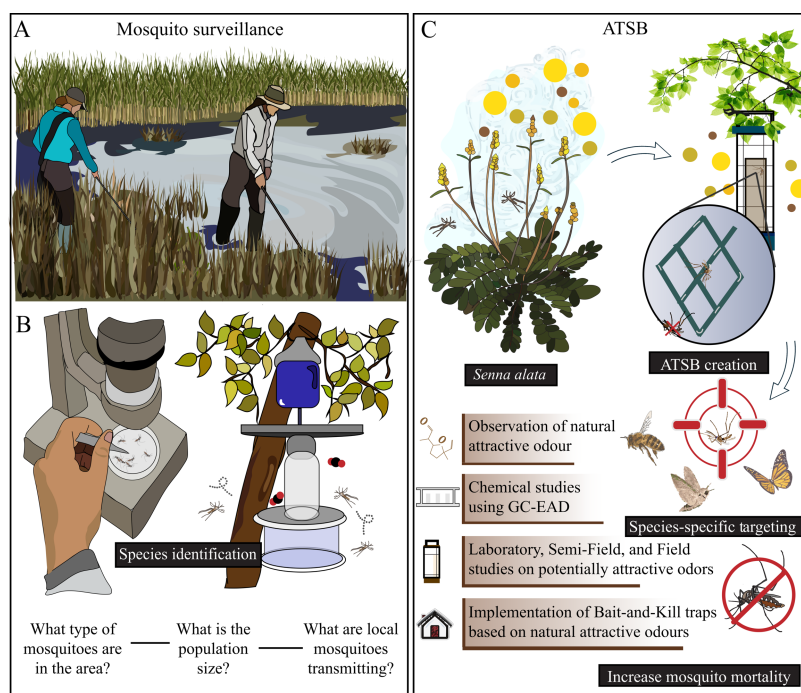 A
Mosquito surveillance
B
Species identification
What type of
mosquitoes are
in the area?
What is the
population
size?
What are local
mosquitoes
transmitting?
C
ATSB
Senna alata
ATSB creation
Observation of natural
attractive odour
Chemical studies
using GC-EAD
Species-specific targeting
Laboratory, Semi-Field, and Field
studies on potentially attractive odors
Implementation of Bait-and-Kill traps
based on natural attractive odours
Increase mosquito mortality